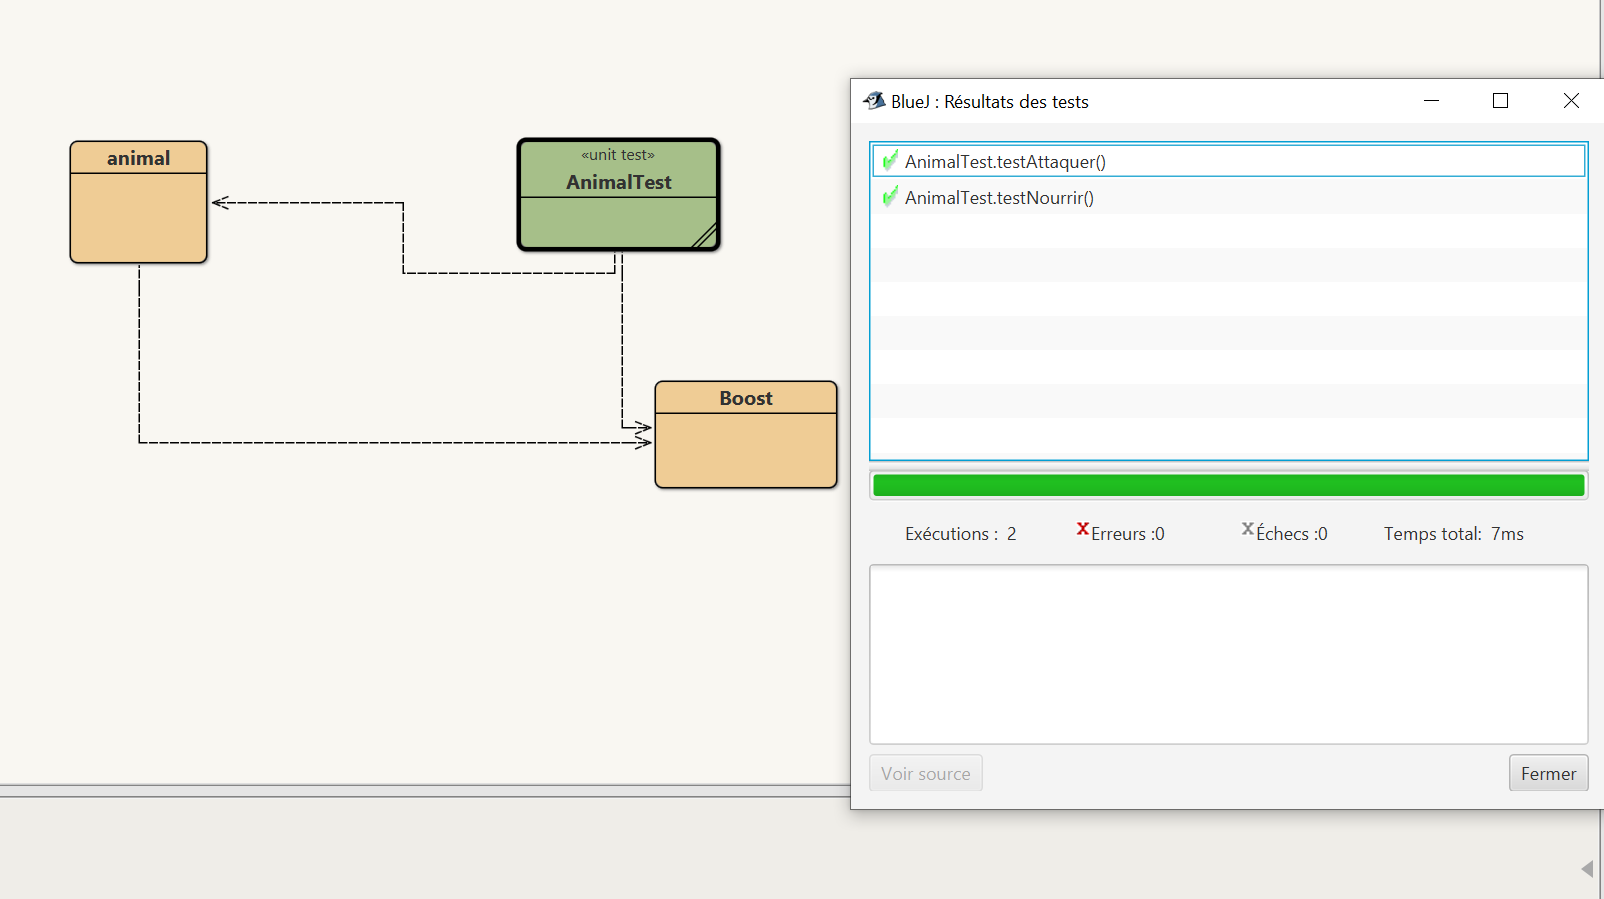 animal
«unit test»
AnimalTest
Boost
BlueJ : Résultats des tests
AnimalTest.testAttaquer()
AnimalTest.testNourrir()
Exécutions : 2
Erreurs :0
Échecs :0
Temps total: 7ms
Voir source
Fermer